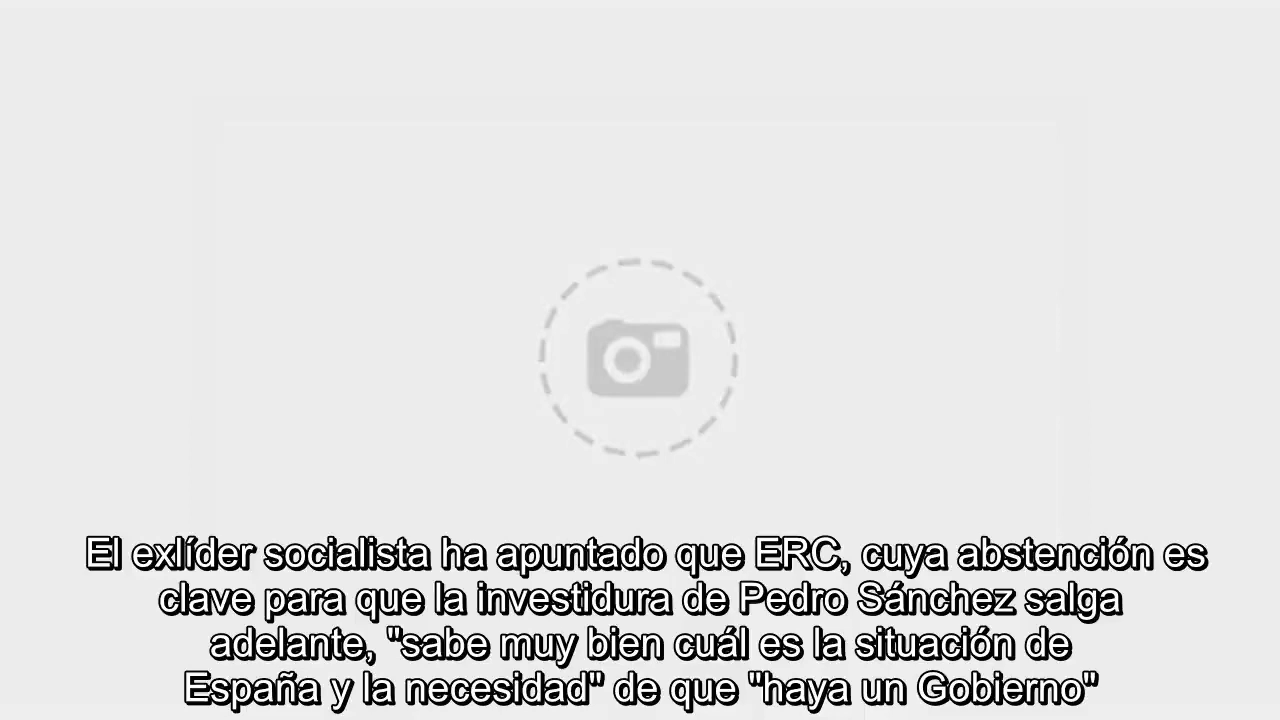 El exlíder socialista ha apuntado que ERC, cuya abstención es
clave para que la investidura de Pedro Sánchez salga
adelante, "sabe muy bien cuál es la situación de
España y la necesidad" de que "haya un Gobierno"